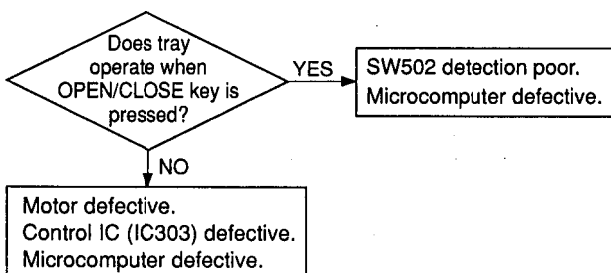 Does tray
operate when
OPEN/CLOSE key is
pressed?
YES
SW502 detection poor.
Microcomputer defective.
NO
Motor defective.
Control IC (IC303) defective.
Microcomputer defective.